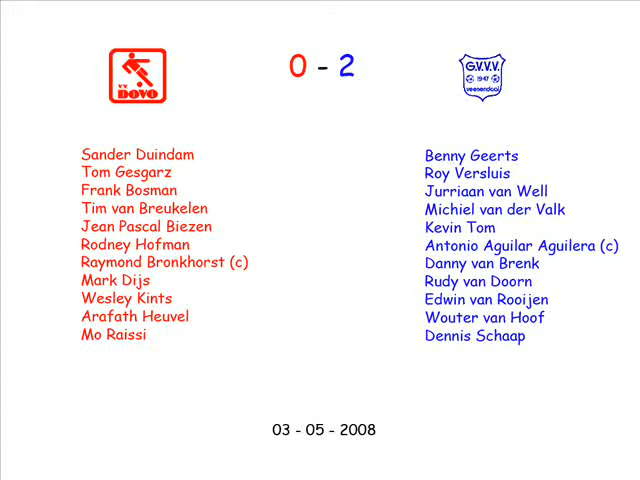 0 - 2
v.v.
DOVO
G.V.V.V.
1947
veenendaal
Sander Duindam
Tom Gesgarz
Frank Bosman
Tim van Breukelen
Jean Pascal Biezen
Rodney Hofman
Raymond Bronkhorst (c)
Mark Dijs
Wesley Kints
Arafath Heuvel
Mo Raissi
Benny Geerts
Roy Versluis
Jurriaan van Well
Michiel van der Valk
Kevin Tom
Antonio Aguilar Aguilera (c)
Danny van Brenk
Rudy van Doorn
Edwin van Rooijen
Wouter van Hoof
Dennis Schaap
03 - 05 - 2008